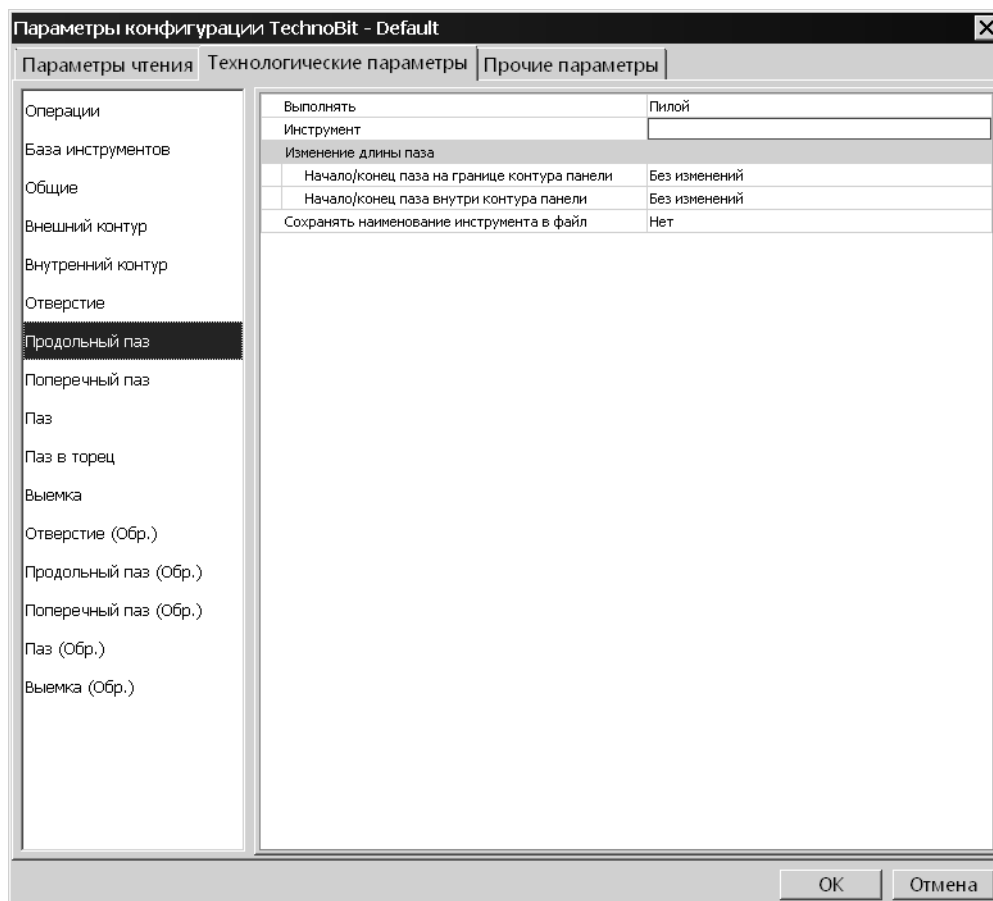 Параметры конфигурации TechnoBit - Default
Параметры чтения Технологические параметры Прочие параметры
Операции
База инструментов
Общие
Внешний контур
Внутренний контур
Отверстие
Продольный паз
Поперечный паз
Паз
Паз в торец
Выемка
Отверстие (Обр.)
Продольный паз (Обр.)
Поперечный паз (Обр.)
Паз (Обр.)
Выемка (Обр.)
Выполнять Пилой
Инструмент
Изменение длины паза
Начало/конец паза на границе контура панели Без изменений
Начало/конец паза внутри контура панели Без изменений
Сохранять наименование инструмента в файл Нет
OK Отмена